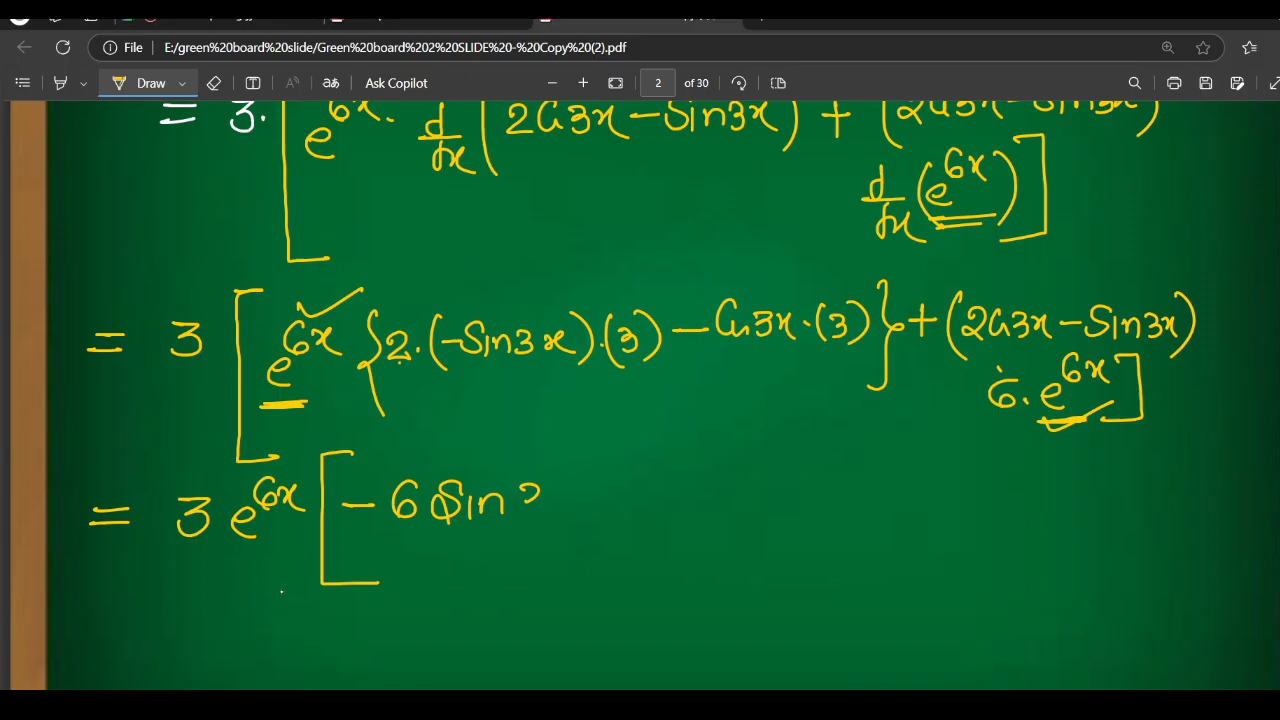 File E:/green%20board%20slide/Green%20board%202%20SLIDE%20-%20Copy%20(2).pdf
Draw Ask Copilot 2 of 30
= 3. [ e^6x. d/dx (2Cos3x - Sin3x) + (2Cos3x - Sin3x)
d/dx (e^6x) ]
= 3 [ e^6x {2.(-Sin3x).(3) - Cos3x.(3)} + (2Cos3x - Sin3x)
6. e^6x ]
= 3 e^6x [ - 6 Sin